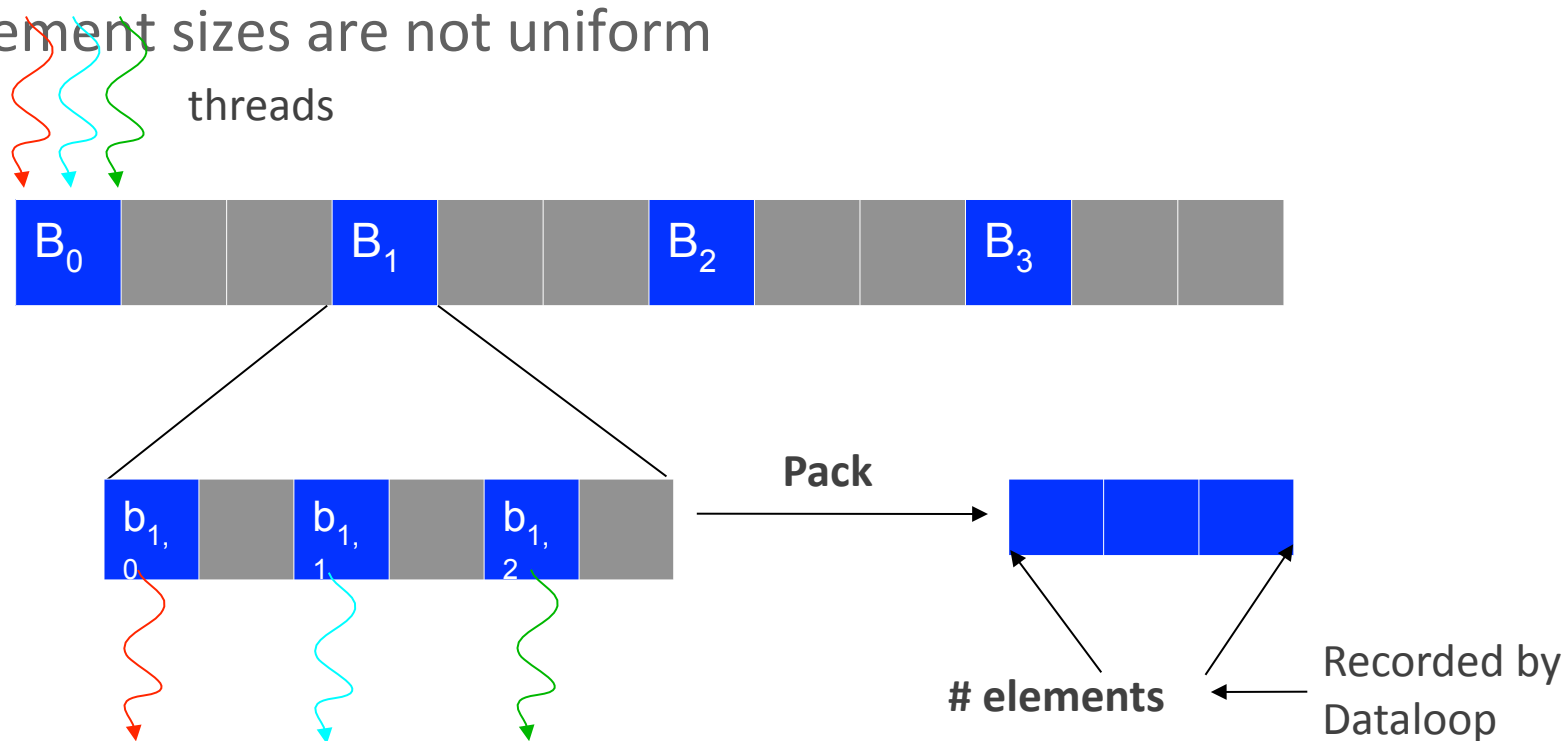 ement sizes are not uniform
threads
B0 B1 B2 B3
Pack
b1,
0
b1,
1
b1,
2
# elements
Recorded by
Dataloop